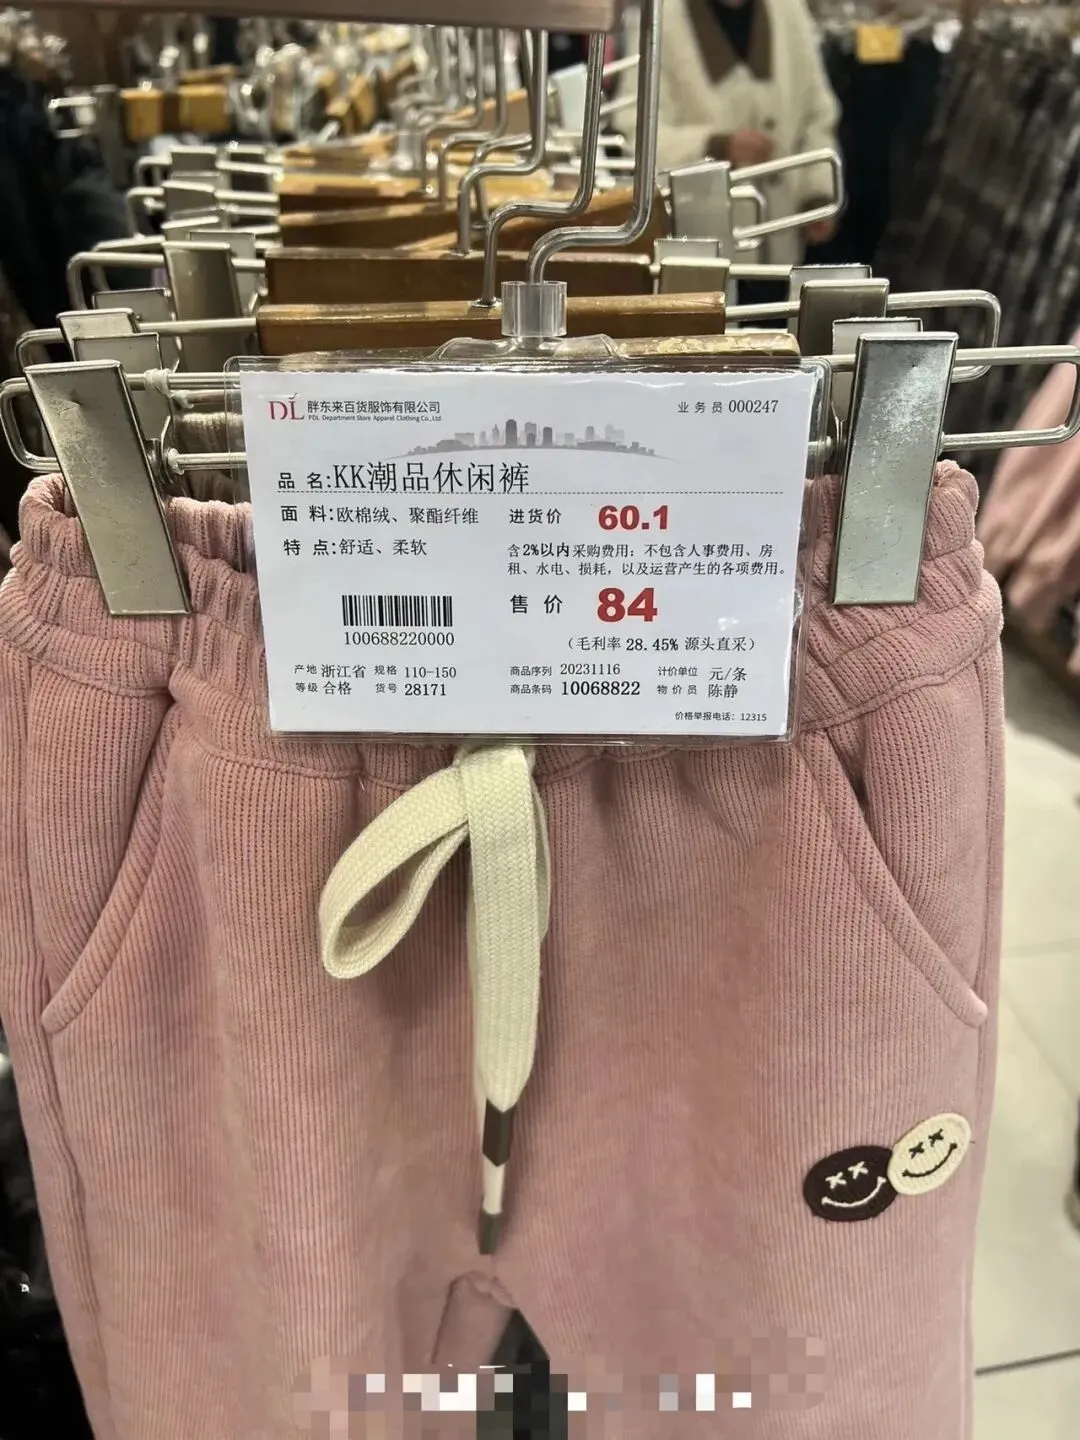 DL 胖东来百货服饰有限公司
PDL Department Store Apparel Clothing Co., Ltd
业务员 000247
品 名:KK潮品休闲裤
面 料:欧棉绒、聚酯纤维
特 点:舒适、柔软
进货价 60.1
含2%以内采购费用：不包含人事费用、房
租、水电、损耗，以及运营产生的各项费用。
售 价 84
（毛利率 28.45% 源头直采）
100688220000
产地 浙江省 规格 110-150
等级 合格 货号 28171
商品序列 20231116 计价单位 元/条
商品条码 10068822 物价员 陈静
价格举报电话：12315